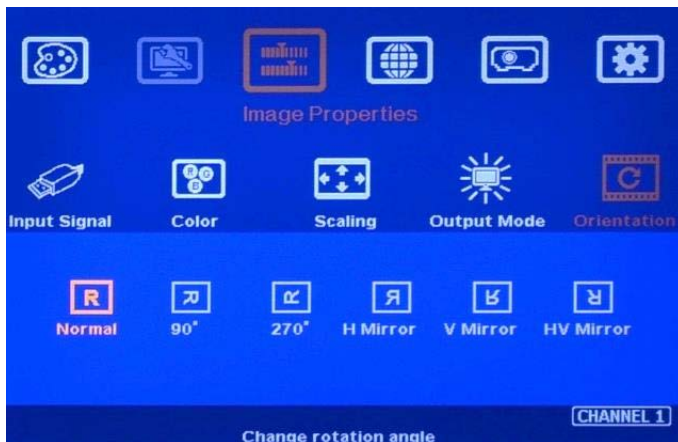 Image Properties
R G B
Input Signal Color Scaling Output Mode Orientation
R R R R R R
Normal 90° 270° H Mirror V Mirror HV Mirror
CHANNEL 1
Change rotation angle